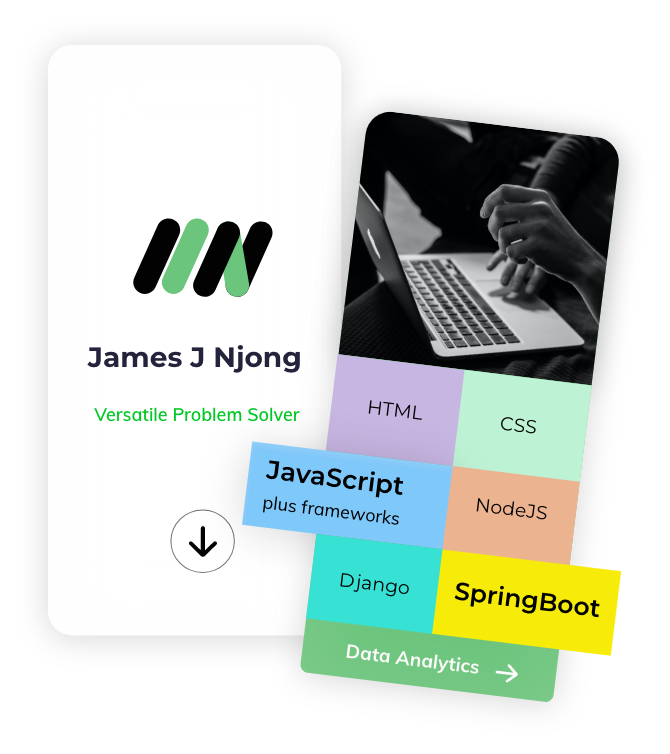 James J Njong
Versatile Problem Solver
HTML
CSS
JavaScript
plus frameworks
NodeJS
Django
SpringBoot
Data Analytics